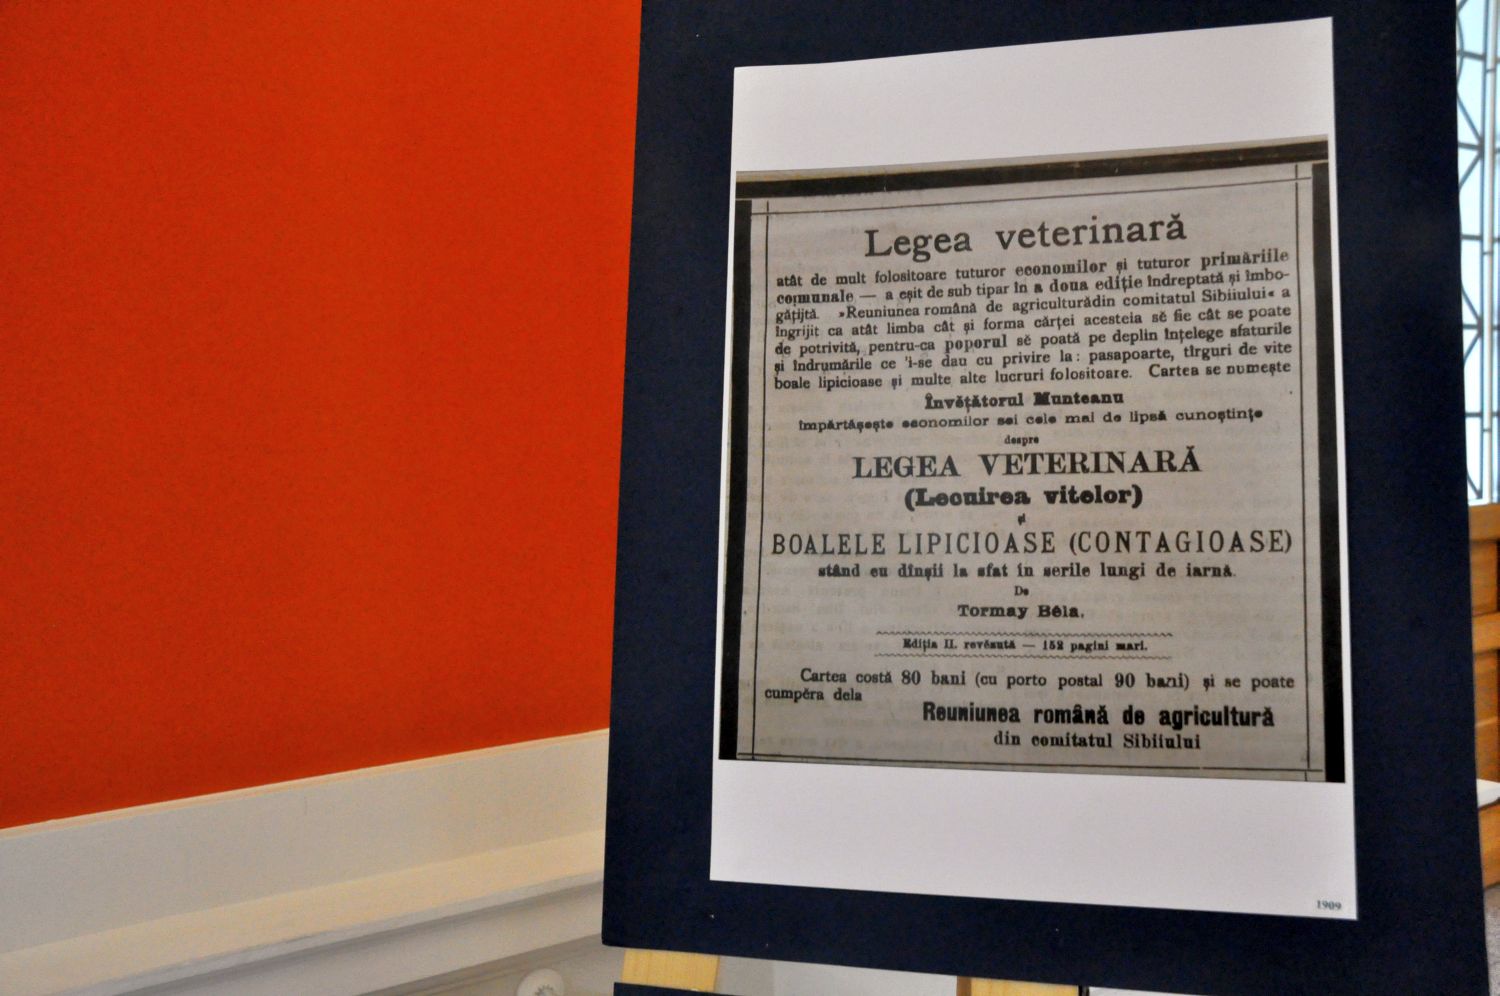 Legea veterinară
atât de mult folositoare tuturor economilor și tuturor primăriile
comunale — a eșit de sub tipar în a doua ediție îndreptată și îmbo-
gățijtă. »Reuniunea română de agriculturădin comitatul Sibiiului« a
îngrijit ca atât limba cât și forma cărței acesteia sĕ fie cât se poate
de potrivită, pentru-ca poporul sĕ poată pe deplin înțelege sfaturile
și îndrumările ce 'i-se dau cu privire la: pasapoarte, tîrguri de vite
boale lipicioase și multe alte lucruri folositoare. Cartea se numește
Învĕțătorul Munteanu
împărtășește economilor sei cele mai de lipsă cunoștințe
despre
LEGEA VETERINARĂ
(Lecuirea vitelor)
și
BOALELE LIPICIOASE (CONTAGIOASE)
stând cu dînșii la sfat în serile lungi de iarnă.
De
Tormay Béla.
Ediția II. revĕzută — 152 pagini mari.
Cartea costă 80 bani (cu porto postal 90 bani) și se poate
cumpĕra dela
Reuniunea română de agricultură
din comitatul Sibiiului
1909